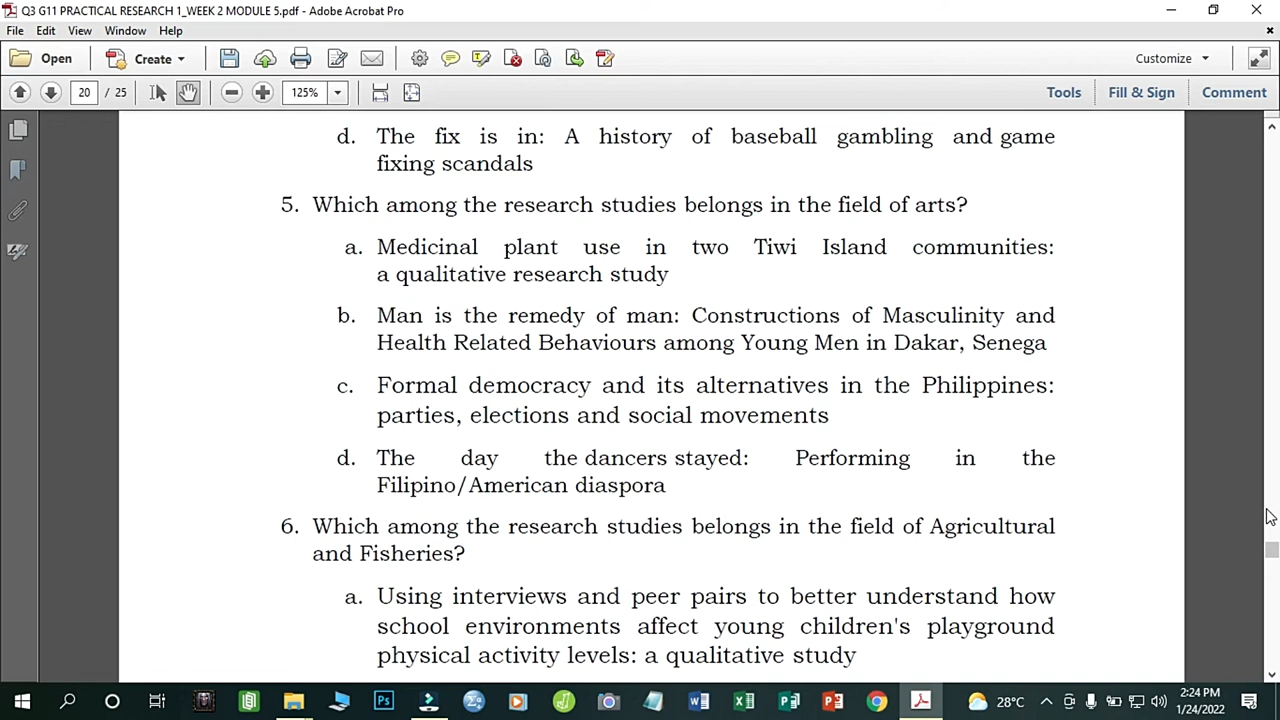 Q3 G11 PRACTICAL RESEARCH 1_WEEK 2 MODULE 5.pdf - Adobe Acrobat Pro
File Edit View Window Help
Open Create Customize
20 / 25 125% Tools Fill & Sign Comment
d. The fix is in: A history of baseball gambling and game
fixing scandals
5. Which among the research studies belongs in the field of arts?
a. Medicinal plant use in two Tiwi Island communities:
a qualitative research study
b. Man is the remedy of man: Constructions of Masculinity and
Health Related Behaviours among Young Men in Dakar, Senega
c. Formal democracy and its alternatives in the Philippines:
parties, elections and social movements
d. The day the dancers stayed: Performing in the
Filipino/American diaspora
6. Which among the research studies belongs in the field of Agricultural
and Fisheries?
a. Using interviews and peer pairs to better understand how
school environments affect young children's playground
physical activity levels: a qualitative study
28°C 2:24 PM
1/24/2022